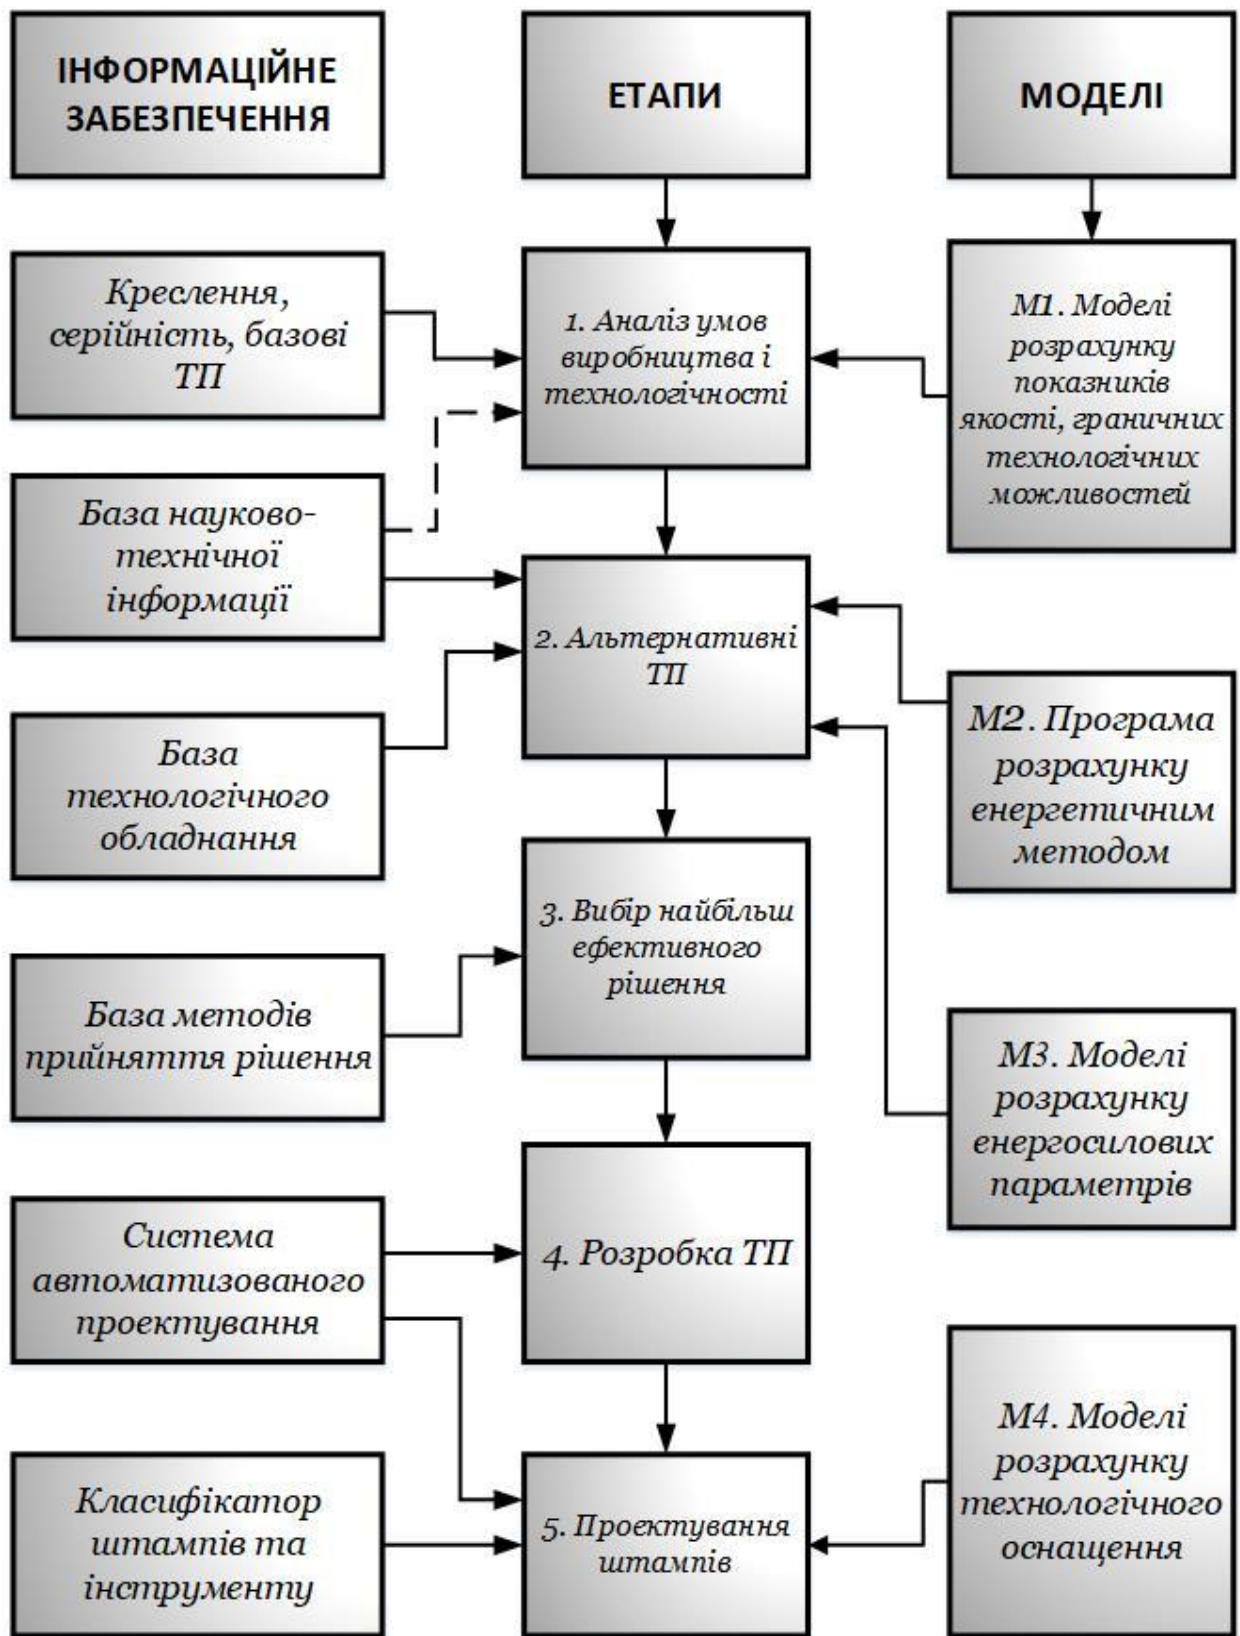 ІНФОРМАЦІЙНЕ
ЗАБЕЗПЕЧЕННЯ
ЕТАПИ
МОДЕЛІ
Креслення,
серійність, базові
ТП
1. Аналіз умов
виробництва і
технологічності
М1. Моделі
розрахунку
показників
якості, граничних
технологічних
можливостей
База науково-
технічної
інформації
2. Альтернативні
ТП
М2. Програма
розрахунку
енергетичним
методом
База
технологічного
обладнання
3. Вибір найбільш
ефективного
рішення
База методів
прийняття рішення
М3. Моделі
розрахунку
енергосилових
параметрів
Система
автоматизованого
проектування
4. Розробка ТП
М4. Моделі
розрахунку
технологічного
оснащення
Класифікатор
штампів та
інструменту
5. Проектування
штампів